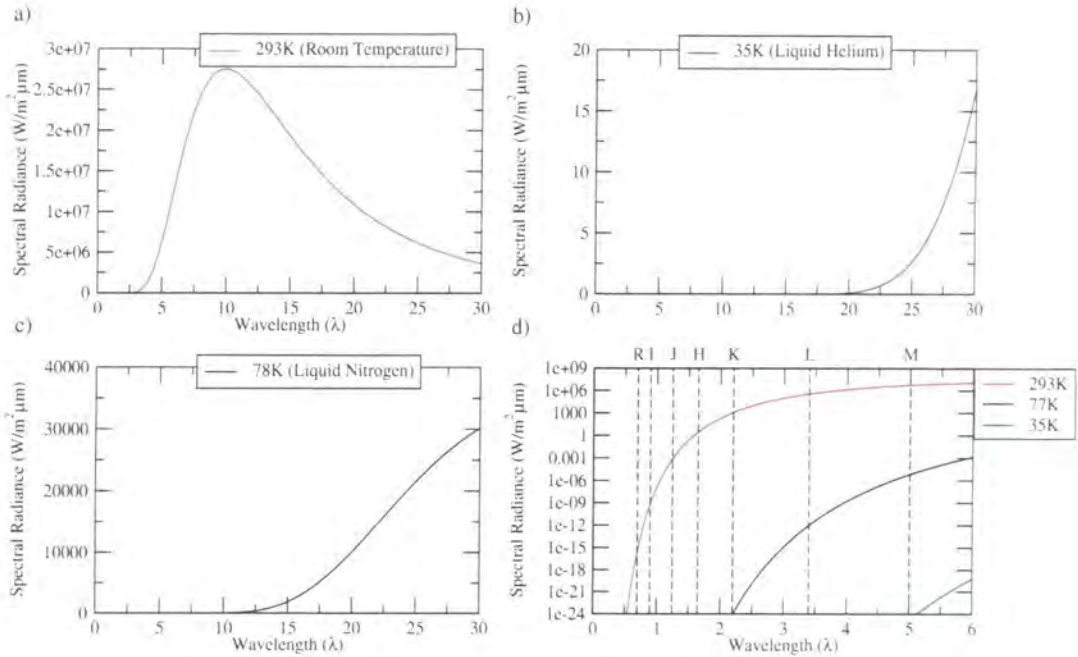 a)
293K (Room Temperature)
Spectral Radiance (W/m² μm)
3e+07
2.5e+07
2e+07
1.5e+07
1e+07
5e+06
0
0 5 10 15 20 25 30
Wavelength (λ)
b)
35K (Liquid Helium)
Spectral Radiance (W/m² μm)
20
15
10
5
0
0 5 10 15 20 25 30
Wavelength (λ)
c)
78K (Liquid Nitrogen)
Spectral Radiance (W/m² μm)
40000
30000
20000
10000
0
0 5 10 15 20 25 30
Wavelength (λ)
d)
R I J H K L M
293K
77K
35K
Spectral Radiance (W/m² μm)
1e+09
1e+06
1000
1
0.001
1e-06
1e-09
1e-12
1e-15
1e-18
1e-21
1e-24
0 1 2 3 4 5 6
Wavelength (λ)